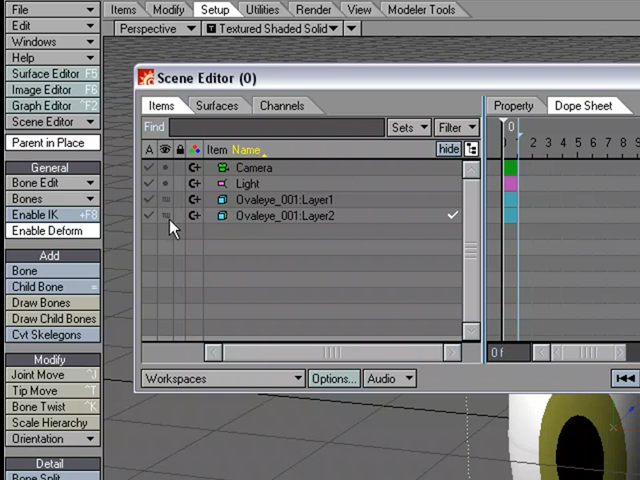 File
Items Modify Setup Utilities Render View Modeler Tools
Edit
Perspective T Textured Shaded Solid
Windows
Help
Surface Editor F5
Image Editor F6
Graph Editor ^F2
Scene Editor
Parent in Place
General
Bone Edit
Bones
Enable IK +F8
Enable Deform
Add
Bone
Child Bone =
Draw Bones
Draw Child Bones
Cvt Skelegons
Modify
Joint Move ^J
Tip Move ^T
Bone Twist ^K
Scale Hierarchy
Orientation
Detail
Bone Split
Scene Editor (0)
Items Surfaces Channels
Property Dope Sheet
Find Sets Filter
0
A Item Name hide
2 3 4 5 6 7 8 9
Camera
Light
Ovaleye_001:Layer1
Ovaleye_001:Layer2
0 f
Workspaces Options... Audio